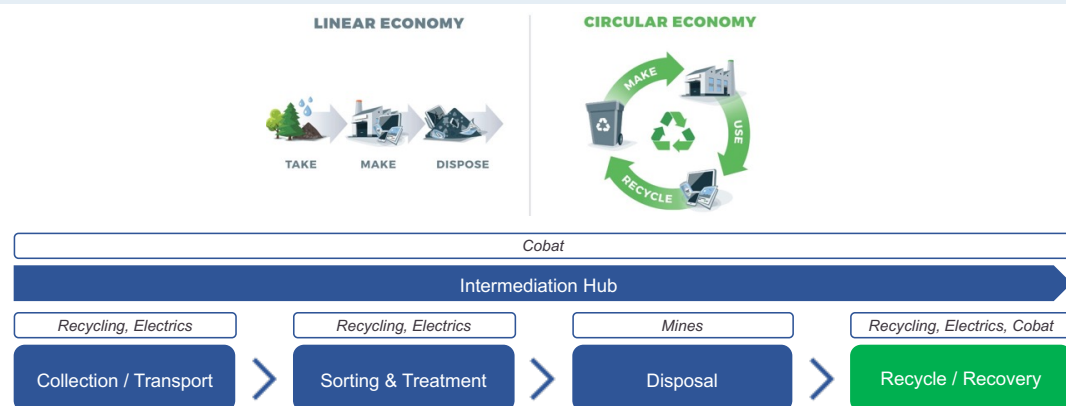 LINEAR ECONOMY
TAKE
MAKE
DISPOSE
CIRCULAR ECONOMY
MAKE
USE
RECYCLE
Cobat
Intermediation Hub
Recycling, Electrics
Recycling, Electrics
Mines
Recycling, Electrics, Cobat
Collection / Transport
Sorting & Treatment
Disposal
Recycle / Recovery